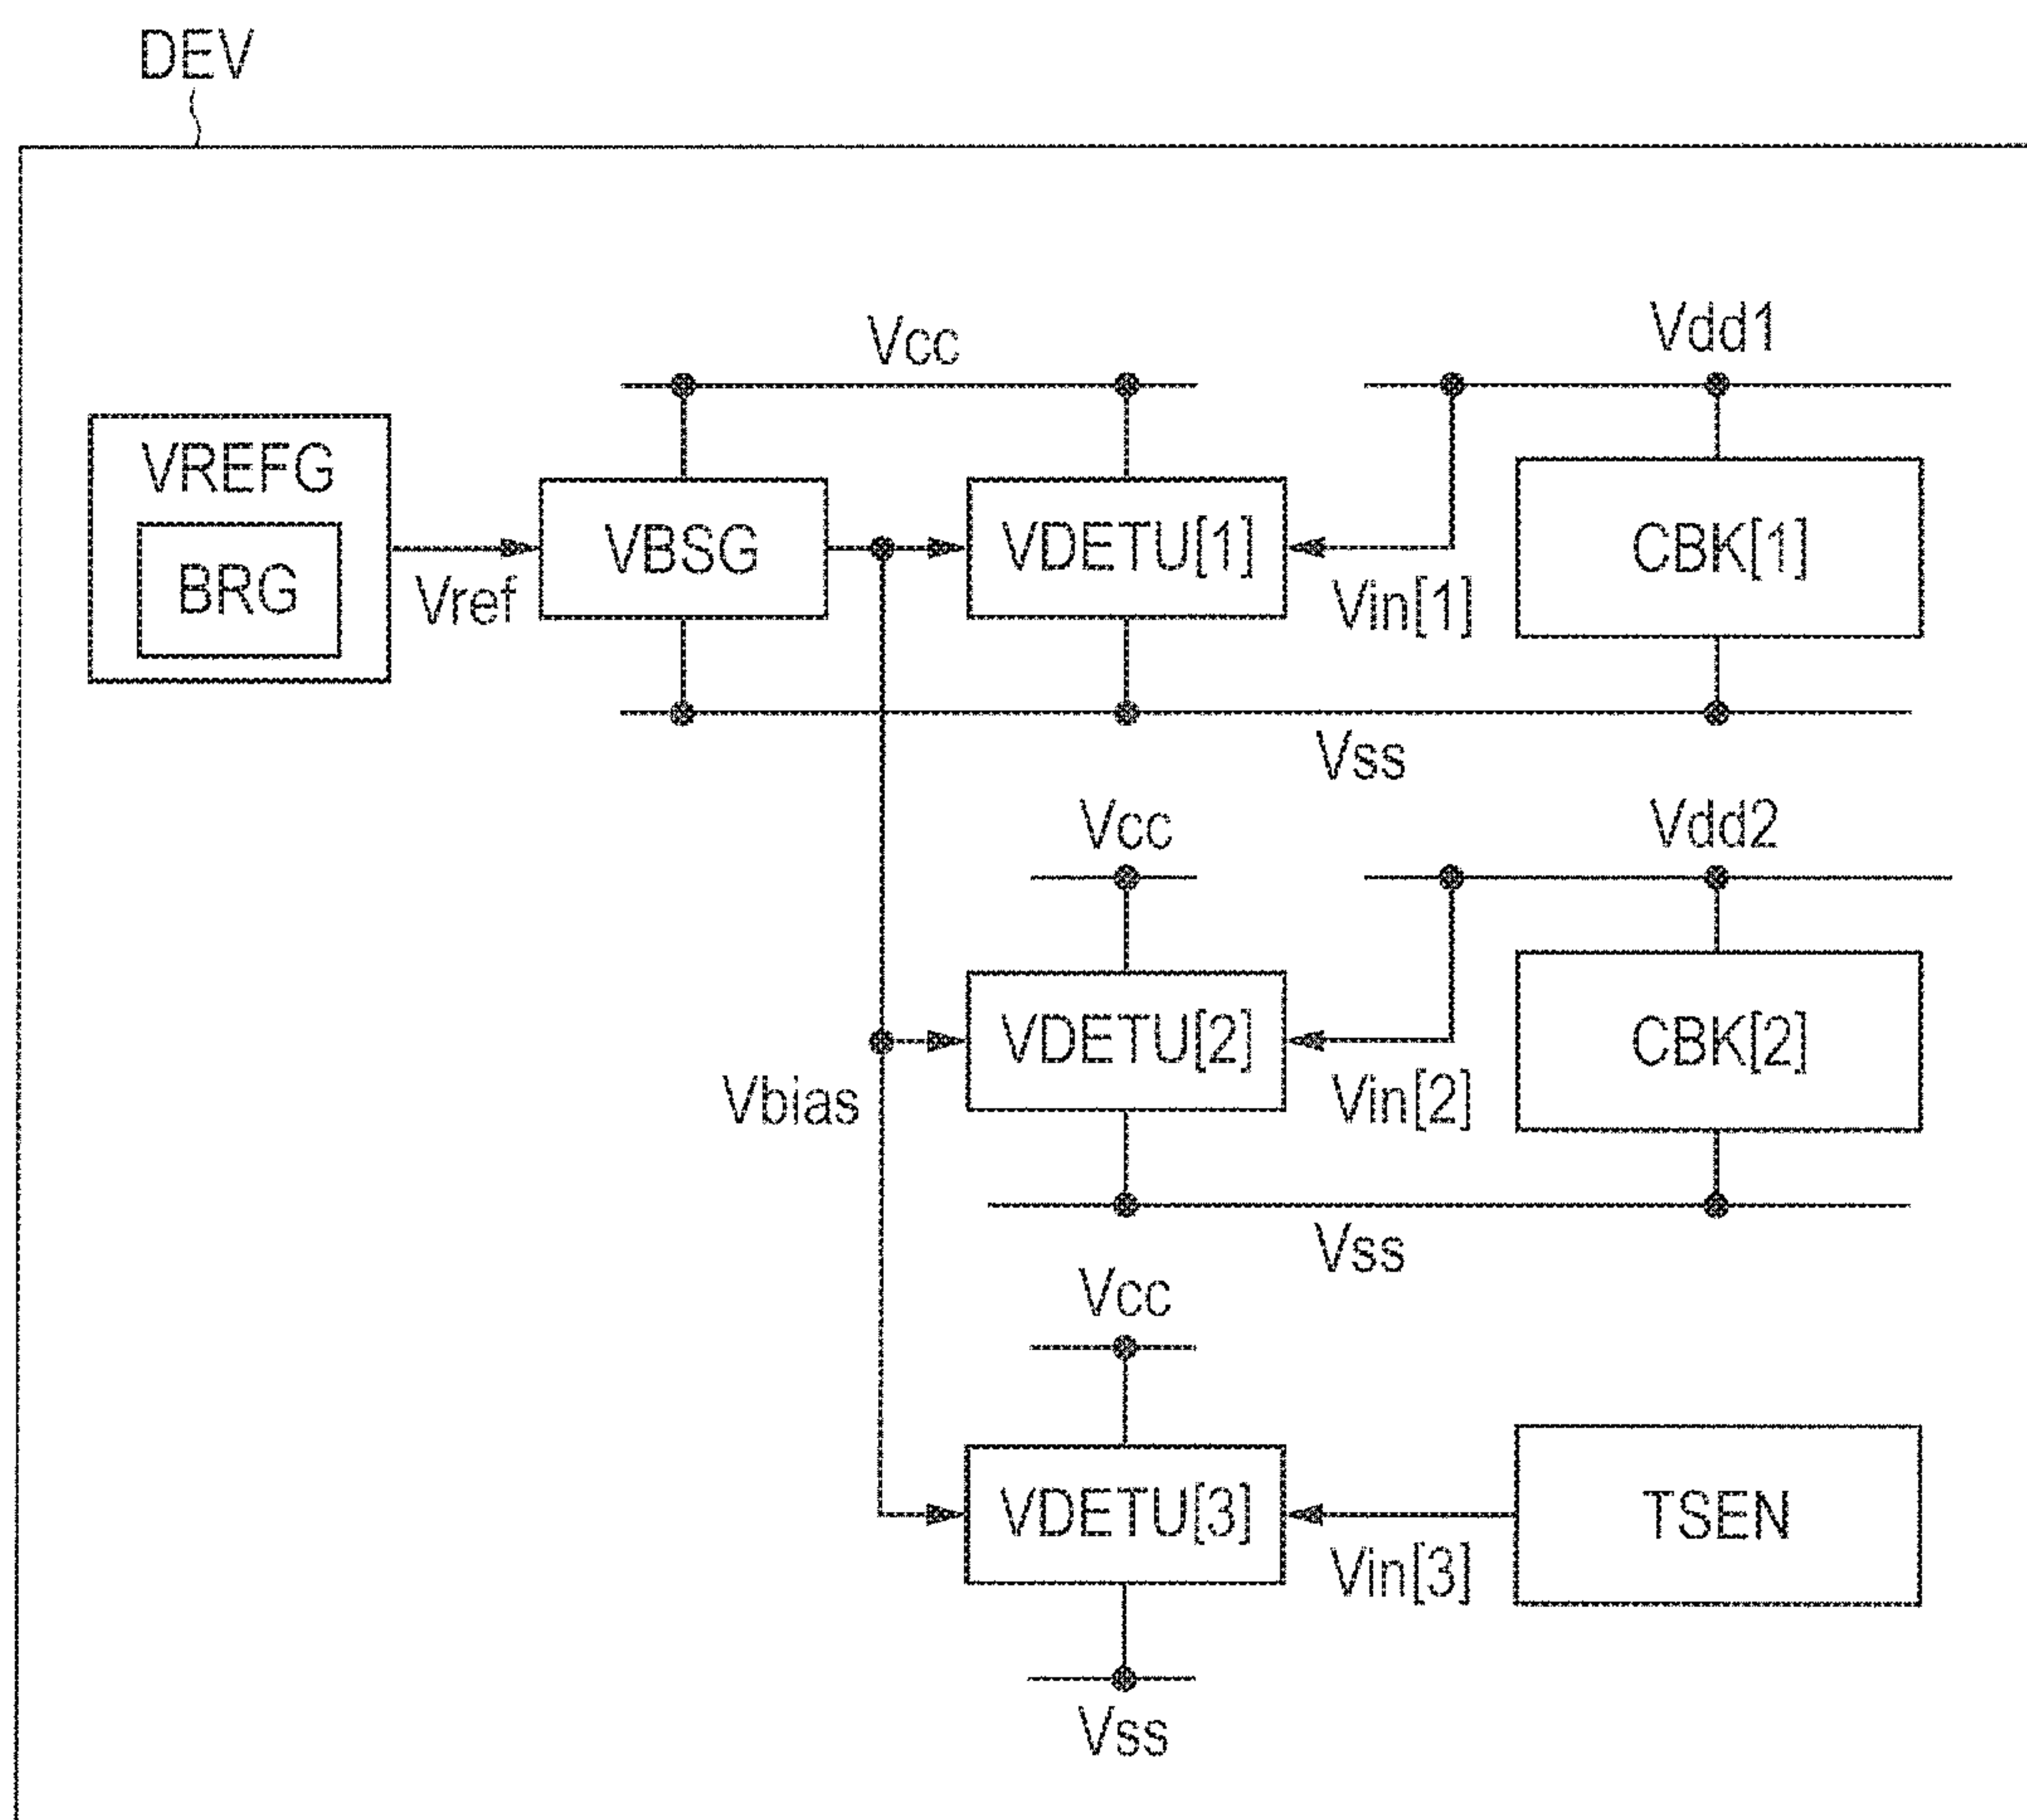 DEV
Vcc
Vdd1
VREFG
BRG
Vref
VBSG
VDETU[1]
Vin[1]
CBK[1]
Vss
Vcc
Vdd2
VDETU[2]
Vbias
Vin[2]
CBK[2]
Vss
Vcc
VDETU[3]
Vin[3]
TSEN
Vss